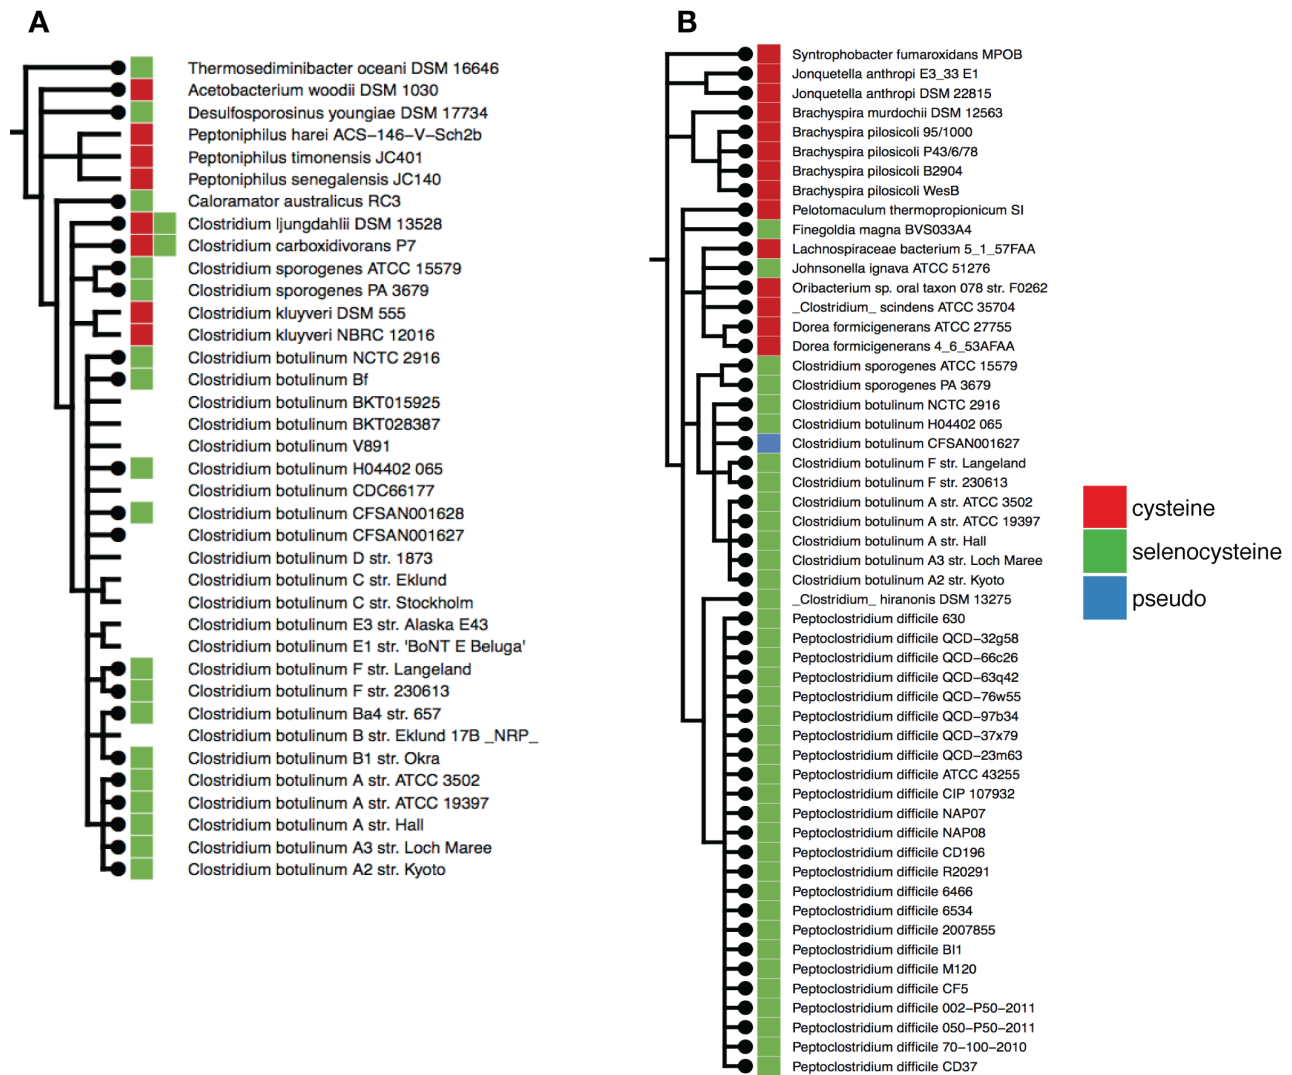 A
Thermosediminibacter oceani DSM 16646
Acetobacterium woodii DSM 1030
Desulfosporosinus youngiae DSM 17734
Peptoniphilus harei ACS−146−V−Sch2b
Peptoniphilus timonensis JC401
Peptoniphilus senegalensis JC140
Caloramator australicus RC3
Clostridium ljungdahlii DSM 13528
Clostridium carboxidivorans P7
Clostridium sporogenes ATCC 15579
Clostridium sporogenes PA 3679
Clostridium kluyveri DSM 555
Clostridium kluyveri NBRC 12016
Clostridium botulinum NCTC 2916
Clostridium botulinum Bf
Clostridium botulinum BKT015925
Clostridium botulinum BKT028387
Clostridium botulinum V891
Clostridium botulinum H04402 065
Clostridium botulinum CDC66177
Clostridium botulinum CFSAN001628
Clostridium botulinum CFSAN001627
Clostridium botulinum D str. 1873
Clostridium botulinum C str. Eklund
Clostridium botulinum C str. Stockholm
Clostridium botulinum E3 str. Alaska E43
Clostridium botulinum E1 str. 'BoNT E Beluga'
Clostridium botulinum F str. Langeland
Clostridium botulinum F str. 230613
Clostridium botulinum Ba4 str. 657
Clostridium botulinum B str. Eklund 17B _NRP_
Clostridium botulinum B1 str. Okra
Clostridium botulinum A str. ATCC 3502
Clostridium botulinum A str. ATCC 19397
Clostridium botulinum A str. Hall
Clostridium botulinum A3 str. Loch Maree
Clostridium botulinum A2 str. Kyoto
B
Syntrophobacter fumaroxidans MPOB
Jonquetella anthropi E3_33 E1
Jonquetella anthropi DSM 22815
Brachyspira murdochii DSM 12563
Brachyspira pilosicoli 95/1000
Brachyspira pilosicoli P43/6/78
Brachyspira pilosicoli B2904
Brachyspira pilosicoli WesB
Pelotomaculum thermopropionicum SI
Finegoldia magna BVS033A4
Lachnospiraceae bacterium 5_1_57FAA
Johnsonella ignava ATCC 51276
Oribacterium sp. oral taxon 078 str. F0262
_Clostridium_ scindens ATCC 35704
Dorea formicigenerans ATCC 27755
Dorea formicigenerans 4_6_53AFAA
Clostridium sporogenes ATCC 15579
Clostridium sporogenes PA 3679
Clostridium botulinum NCTC 2916
Clostridium botulinum H04402 065
Clostridium botulinum CFSAN001627
Clostridium botulinum F str. Langeland
Clostridium botulinum F str. 230613
Clostridium botulinum A str. ATCC 3502
Clostridium botulinum A str. ATCC 19397
Clostridium botulinum A str. Hall
Clostridium botulinum A3 str. Loch Maree
Clostridium botulinum A2 str. Kyoto
_Clostridium_ hiranonis DSM 13275
Peptoclostridium difficile 630
Peptoclostridium difficile QCD−32g58
Peptoclostridium difficile QCD−66c26
Peptoclostridium difficile QCD−63q42
Peptoclostridium difficile QCD−76w55
Peptoclostridium difficile QCD−97b34
Peptoclostridium difficile QCD−37x79
Peptoclostridium difficile QCD−23m63
Peptoclostridium difficile ATCC 43255
Peptoclostridium difficile CIP 107932
Peptoclostridium difficile NAP07
Peptoclostridium difficile NAP08
Peptoclostridium difficile CD196
Peptoclostridium difficile R20291
Peptoclostridium difficile 6466
Peptoclostridium difficile 6534
Peptoclostridium difficile 2007855
Peptoclostridium difficile BI1
Peptoclostridium difficile M120
Peptoclostridium difficile CF5
Peptoclostridium difficile 002−P50−2011
Peptoclostridium difficile 050−P50−2011
Peptoclostridium difficile 70−100−2010
Peptoclostridium difficile CD37
cysteine
selenocysteine
pseudo